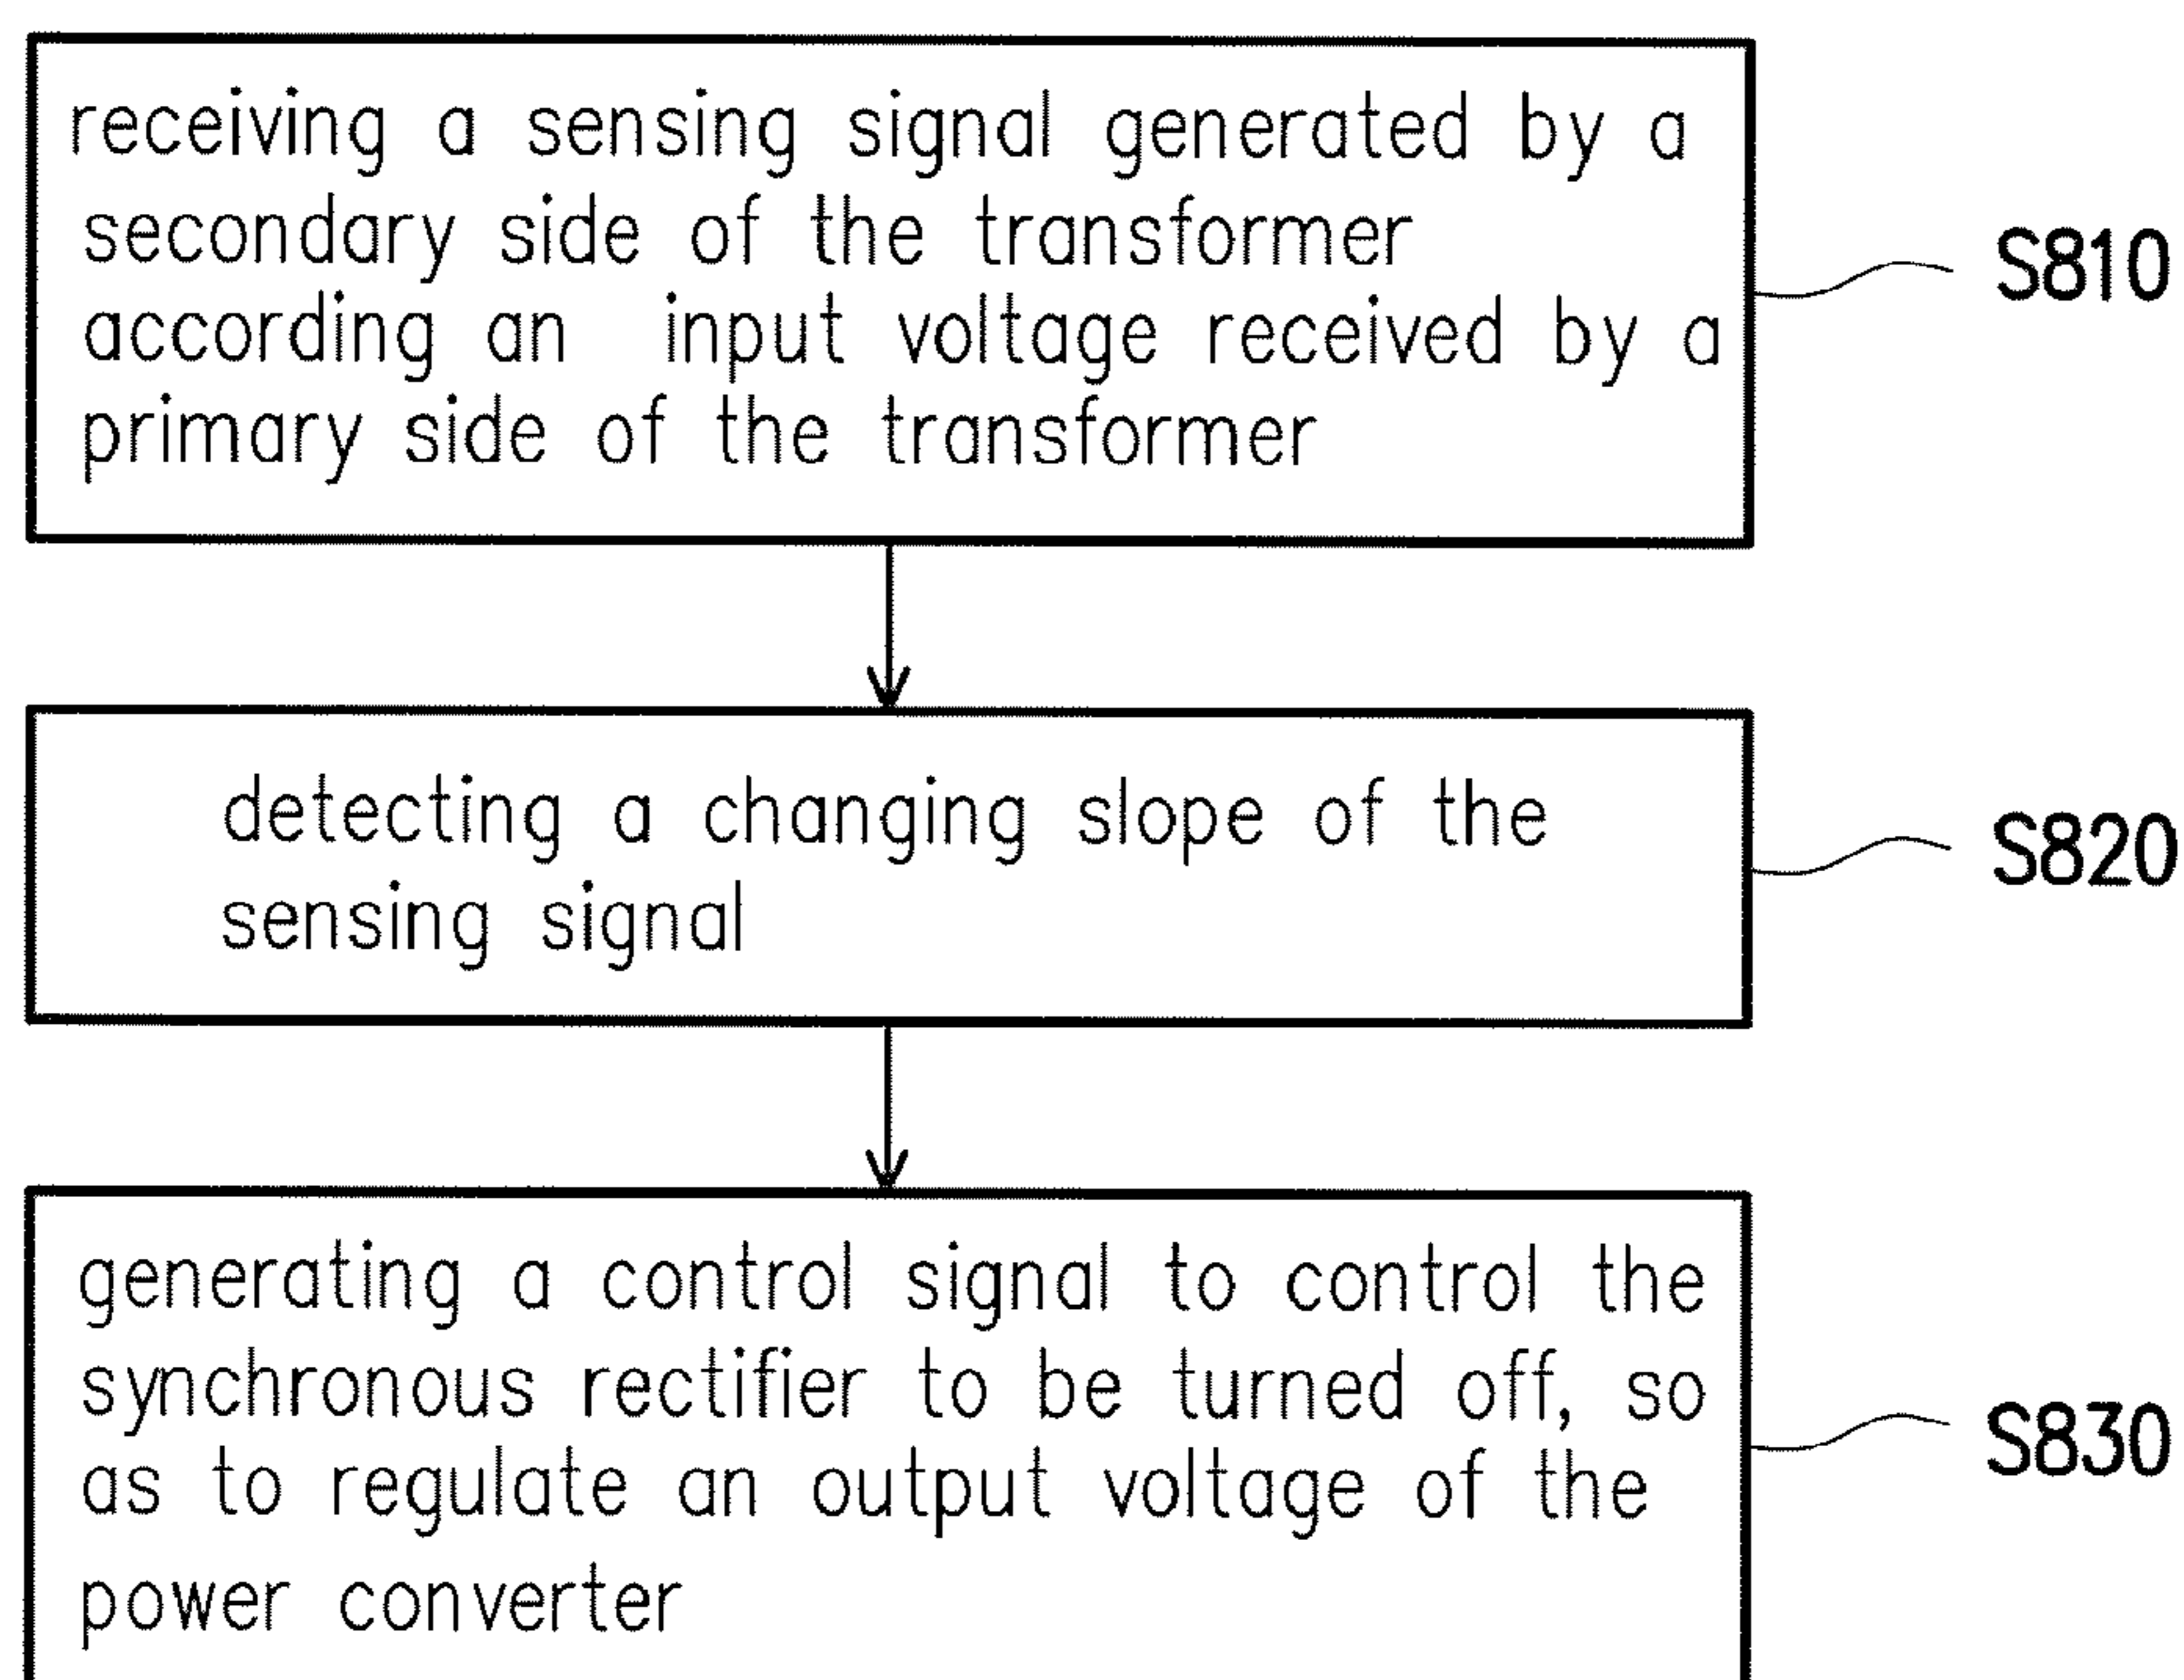 receiving a sensing signal generated by a
secondary side of the transformer
according an input voltage received by a
primary side of the transformer
S810
detecting a changing slope of the
sensing signal
S820
generating a control signal to control the
synchronous rectifier to be turned off, so
as to regulate an output voltage of the
power converter
S830